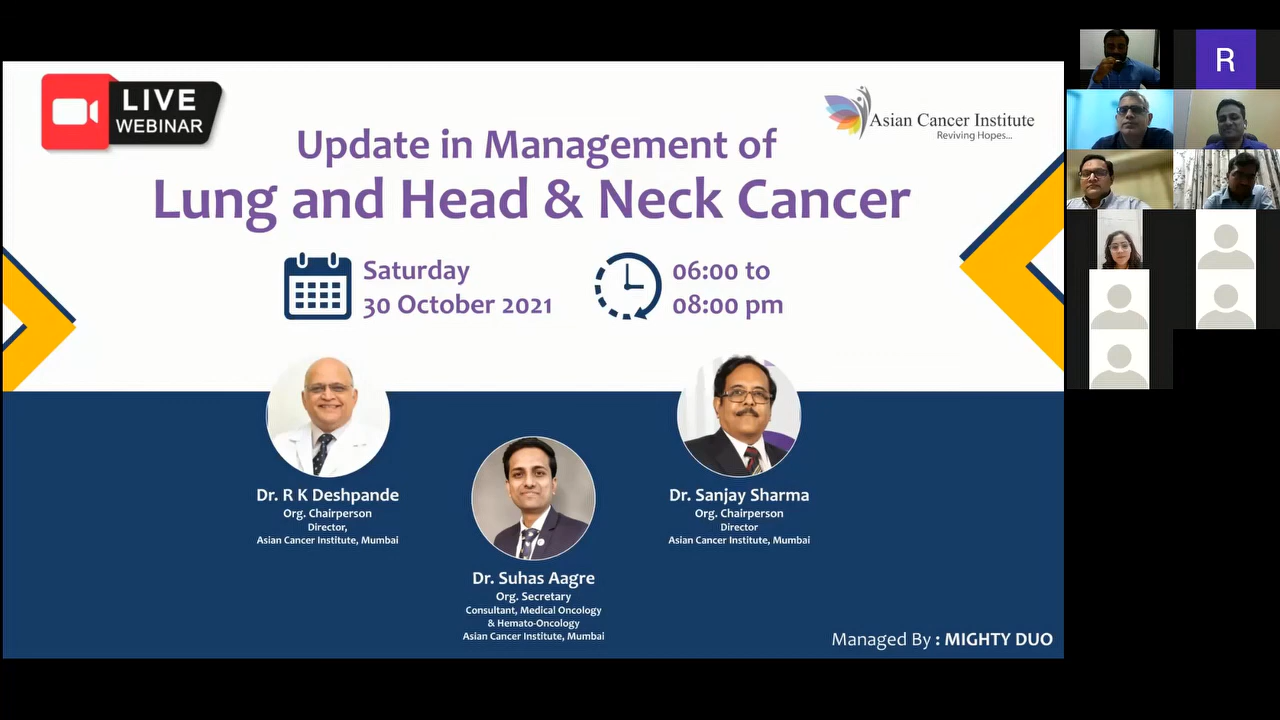 LIVE
WEBINAR
Asian Cancer Institute
Reviving Hopes...
Update in Management of
Lung and Head & Neck Cancer
Saturday
30 October 2021
06:00 to
08:00 pm
Dr. R K Deshpande
Org. Chairperson
Director,
Asian Cancer Institute, Mumbai
Dr. Suhas Aagre
Org. Secretary
Consultant, Medical Oncology
& Hemato-Oncology
Asian Cancer Institute, Mumbai
Dr. Sanjay Sharma
Org. Chairperson
Director
Asian Cancer Institute, Mumbai
Managed By : MIGHTY DUO
R